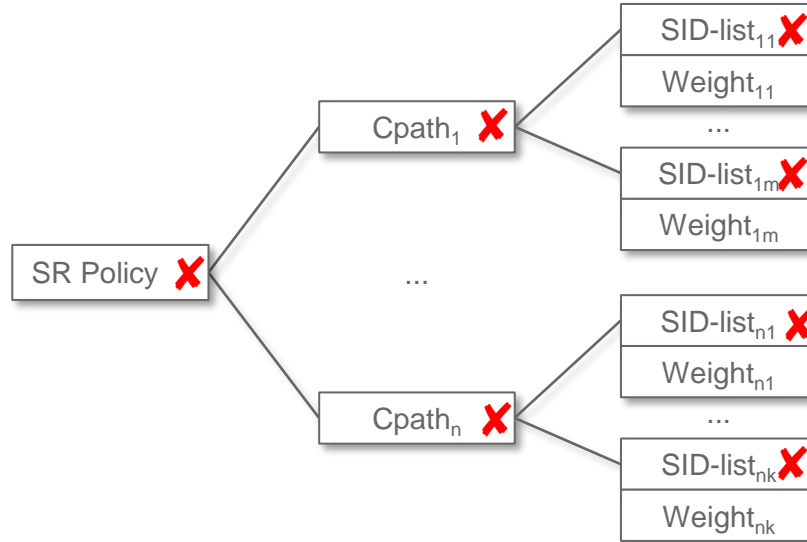 SID-list₁₁
Weight₁₁
...
Cpath₁
SID-list₁ₘ
Weight₁ₘ
SR Policy
...
SID-listₙ₁
Weightₙ₁
...
Cpathₙ
SID-listₙₖ
Weightₙₖ